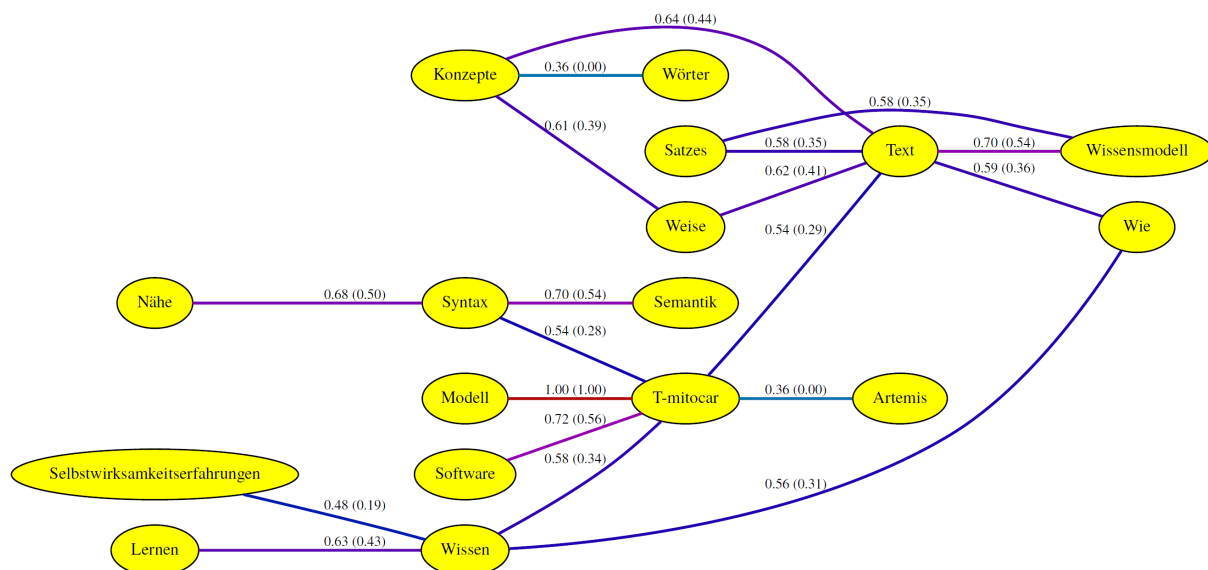 0.64 (0.44)
Konzepte
0.36 (0.00)
Wörter
0.58 (0.35)
0.61 (0.39)
Satzes
0.58 (0.35)
Text
0.70 (0.54)
Wissensmodell
0.62 (0.41)
0.59 (0.36)
Weise
Wie
0.54 (0.29)
Nähe
0.68 (0.50)
Syntax
0.70 (0.54)
Semantik
0.54 (0.28)
Modell
1.00 (1.00)
T-mitocar
0.36 (0.00)
Artemis
0.72 (0.56)
Selbstwirksamkeitserfahrungen
Software
0.58 (0.34)
0.56 (0.31)
0.48 (0.19)
Lernen
0.63 (0.43)
Wissen